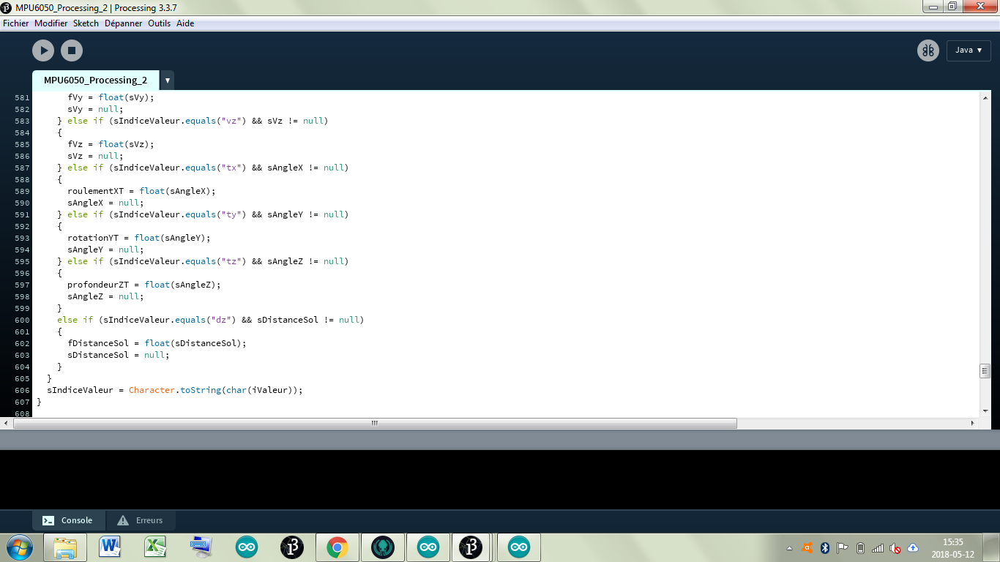 MPU6050_Processing_2 | Processing 3.3.7
Fichier Modifier Sketch Dépanner Outils Aide
Java ▾
MPU6050_Processing_2 ▾
581 fVy = float(sVy);
582 sVy = null;
583 } else if (sIndiceValeur.equals("vz") && sVz != null)
584 {
585 fVz = float(sVz);
586 sVz = null;
587 } else if (sIndiceValeur.equals("tx") && sAngleX != null)
588 {
589 roulementXT = float(sAngleX);
590 sAngleX = null;
591 } else if (sIndiceValeur.equals("ty") && sAngleY != null)
592 {
593 rotationYT = float(sAngleY);
594 sAngleY = null;
595 } else if (sIndiceValeur.equals("tz") && sAngleZ != null)
596 {
597 profondeurZT = float(sAngleZ);
598 sAngleZ = null;
599 }
600 else if (sIndiceValeur.equals("dz") && sDistanceSol != null)
601 {
602 fDistanceSol = float(sDistanceSol);
603 sDistanceSol = null;
604 }
605 }
606 sIndiceValeur = Character.toString(char(iValeur));
607 }
608
Console Erreurs
15:35
2018-05-12